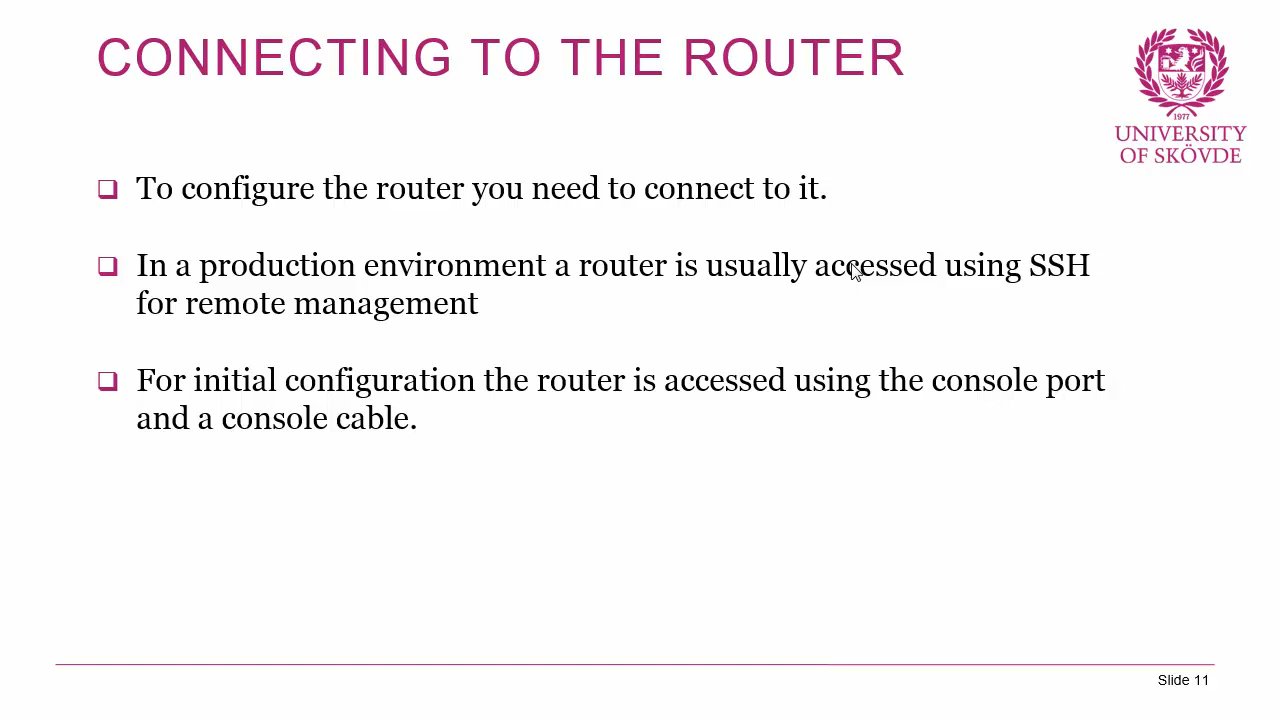 CONNECTING TO THE ROUTER
1977
UNIVERSITY
OF SKÖVDE
To configure the router you need to connect to it.
In a production environment a router is usually accessed using SSH
for remote management
For initial configuration the router is accessed using the console port
and a console cable.
Slide 11